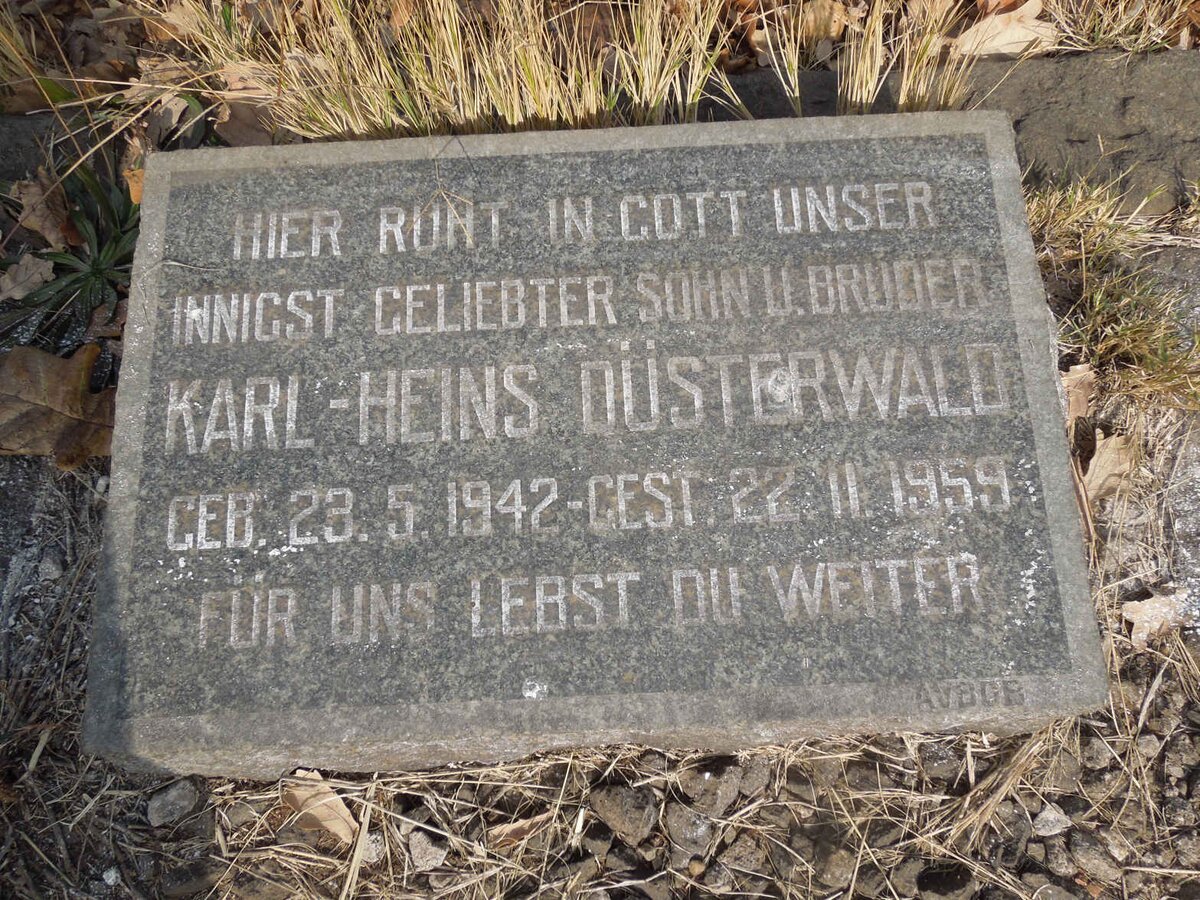 HIER RUHT IN GOTT UNSER
INNIGST GELIEBTER SOHN U. BRUDER
KARL-HEINS DÜSTERWALD
GEB. 23. 5. 1942-GEST. 22 11. 1959
FÜR UNS LEBST DU WEITER